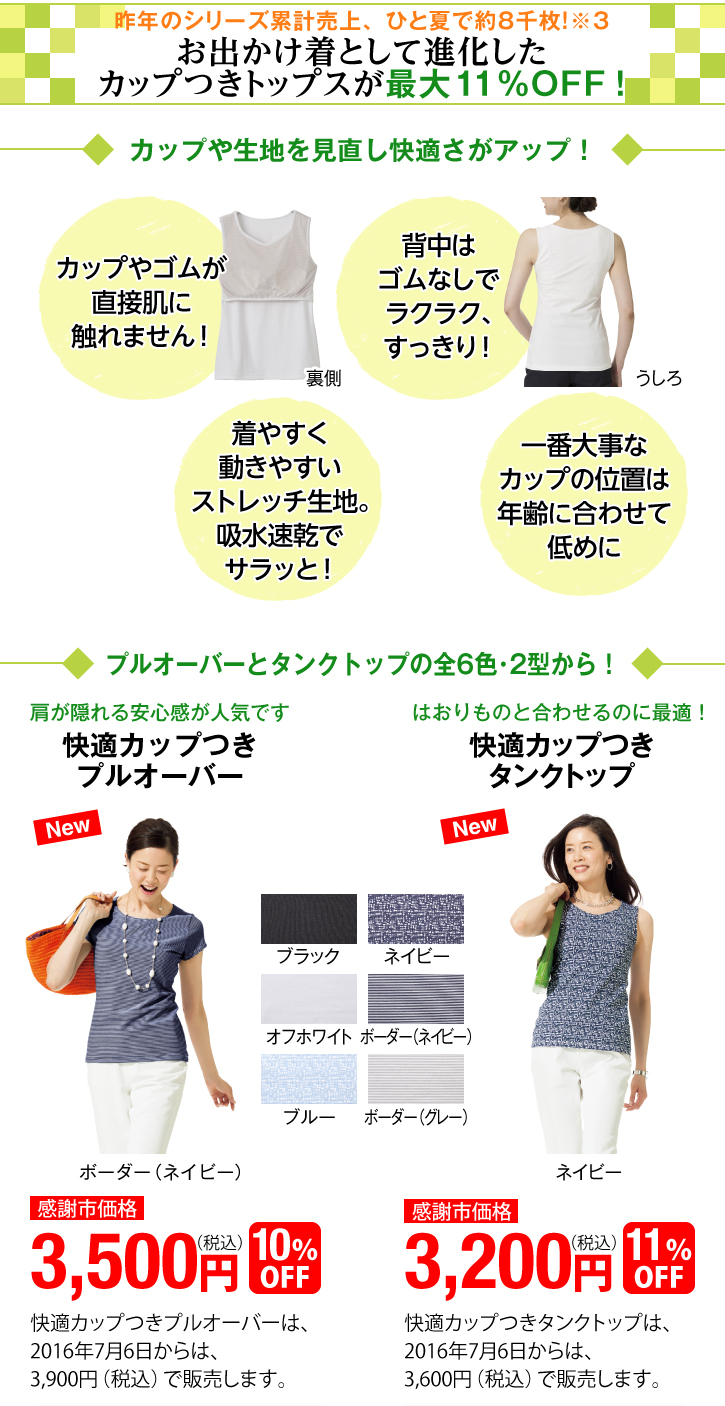 昨年のシリーズ累計売上、ひと夏で約8千枚!※3
お出かけ着として進化した
カップつきトップスが最大11%OFF!
カップや生地を見直し快適さがアップ!
カップやゴムが
直接肌に
触れません!
裏側
背中は
ゴムなしで
ラクラク、
すっきり!
うしろ
着やすく
動きやすい
ストレッチ生地。
吸水速乾で
サラッと!
一番大事な
カップの位置は
年齢に合わせて
低めに
プルオーバーとタンクトップの全6色・2型から!
肩が隠れる安心感が人気です
快適カップつき
プルオーバー
New
はおりものと合わせるのに最適!
快適カップつき
タンクトップ
New
ブラック
ネイビー
オフホワイト
ボーダー(ネイビー)
ブルー
ボーダー(グレー)
ボーダー(ネイビー)
ネイビー
感謝市価格
3,500円(税込)
10%
OFF
快適カップつきプルオーバーは、
2016年7月6日からは、
3,900円(税込)で販売します。
感謝市価格
3,200円(税込)
11%
OFF
快適カップつきタンクトップは、
2016年7月6日からは、
3,600円(税込)で販売します。